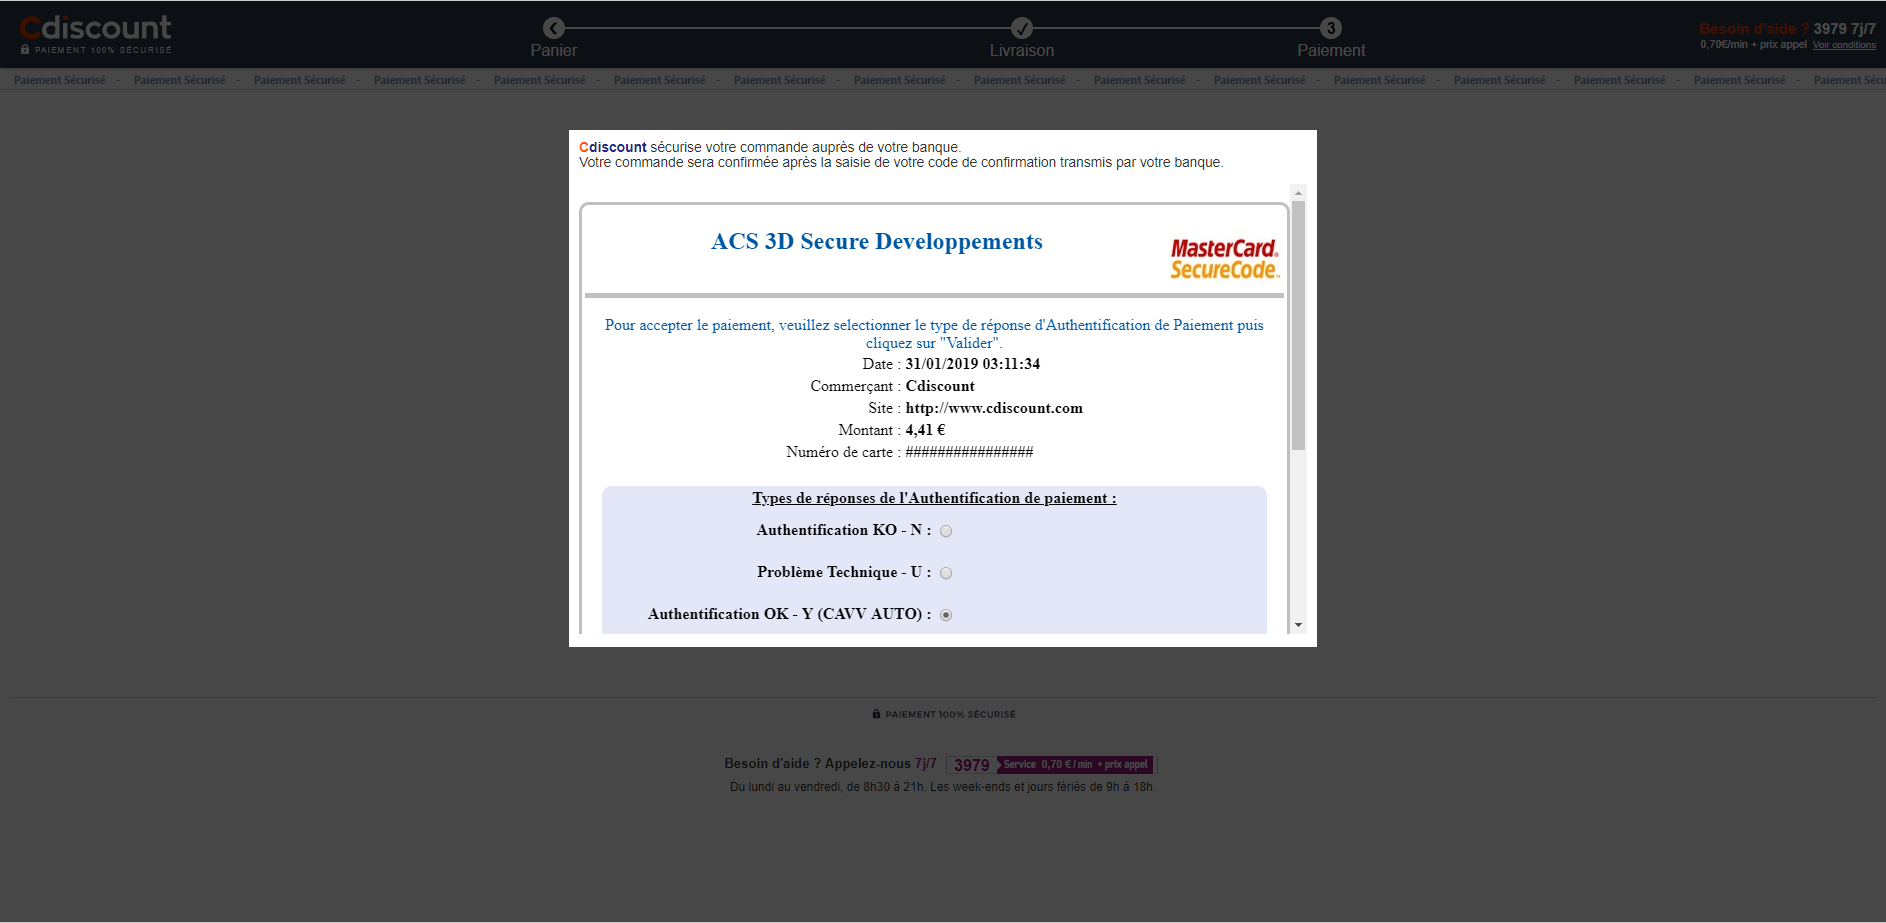 Cdiscount
PAIEMENT 100% SÉCURISÉ
Panier
Livraison
3
Paiement
Besoin d'aide ? 3979 7j/7
0,70€/min + prix appel Voir conditions
Paiement Sécurisé - Paiement Sécurisé - Paiement Sécurisé - Paiement Sécurisé - Paiement Sécurisé - Paiement Sécurisé - Paiement Sécurisé - Paiement Sécurisé - Paiement Sécurisé - Paiement Sécurisé - Paiement Sécurisé - Paiement Sécurisé - Paiement Sécurisé - Paiement Sécurisé - Paiement Sécurisé - Paiement Sécu
Cdiscount sécurise votre commande auprès de votre banque.
Votre commande sera confirmée après la saisie de votre code de confirmation transmis par votre banque.
ACS 3D Secure Developpements
MasterCard.
SecureCode™
Pour accepter le paiement, veuillez selectionner le type de réponse d'Authentification de Paiement puis
cliquez sur "Valider".
Date : 31/01/2019 03:11:34
Commerçant : Cdiscount
Site : http://www.cdiscount.com
Montant : 4,41 €
Numéro de carte : ################
Types de réponses de l'Authentification de paiement :
Authentification KO - N :
Problème Technique - U :
Authentification OK - Y (CAVV AUTO) :
PAIEMENT 100% SÉCURISÉ
Besoin d'aide ? Appelez-nous 7j/7 3979 Service 0,70 € / min + prix appel
Du lundi au vendredi, de 8h30 à 21h. Les week-ends et jours fériés de 9h à 18h.